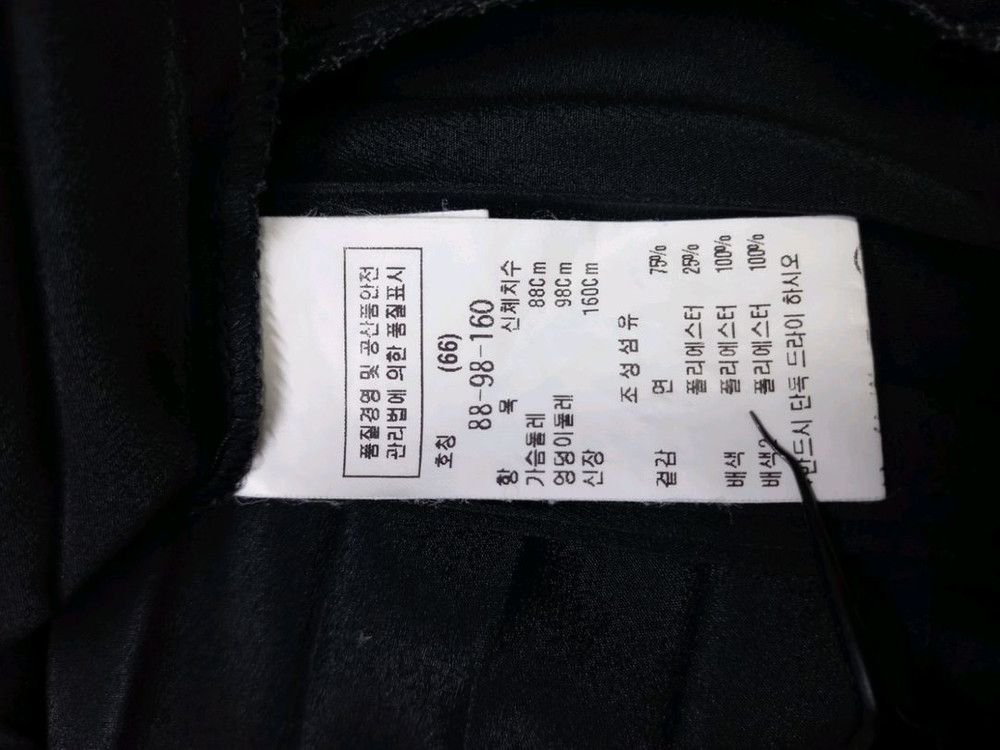 품질경영 및 공산품안전
관리법에 의한 품질표시
호칭 (66)
88-98-160
항 목 신체치수
가슴둘레 88Cm
엉덩이둘레 98Cm
신장 160Cm
조성섬유
겉감 면 75%
폴리에스터 25%
배색 폴리에스터 100%
배색2 폴리에스터 100%
반드시 단독 드라이 하시오